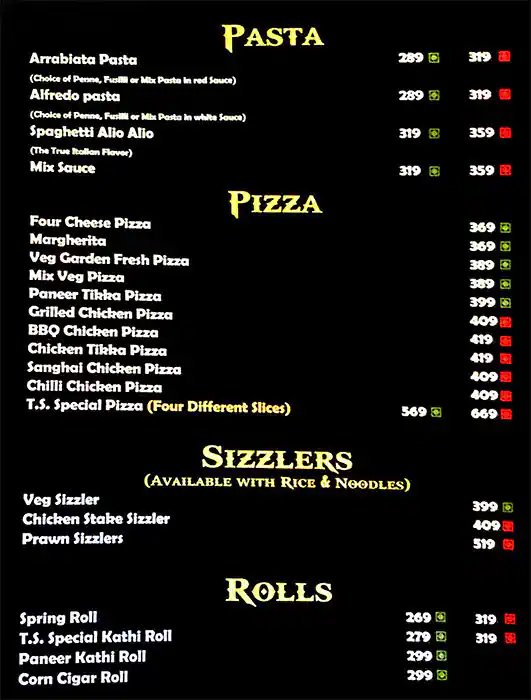 PASTA
Arrabiata Pasta 289 319
(Choice of Penne, Fusilli or Mix Pasta in red Sauce)
Alfredo pasta 289 319
(Choice of Penne, Fusilli or Mix Pasta in white Sauce)
Spaghetti Alio Alio 319 359
(The True Italian Flavor)
Mix Sauce 319 359
PIZZA
Four Cheese Pizza 369
Margherita 369
Veg Garden Fresh Pizza 389
Mix Veg Pizza 389
Paneer Tikka Pizza 399
Grilled Chicken Pizza 409
BBQ Chicken Pizza 419
Chicken Tikka Pizza 419
Sanghai Chicken Pizza 409
Chilli Chicken Pizza 409
T.S. Special Pizza (Four Different Slices) 569 669
SIZZLERS
(AVAILABLE WITH RICE & NOODLES)
Veg Sizzler 399
Chicken Stake Sizzler 409
Prawn Sizzlers 519
ROLLS
Spring Roll 269 319
T.S. Special Kathi Roll 279 319
Paneer Kathi Roll 299
Corn Cigar Roll 299